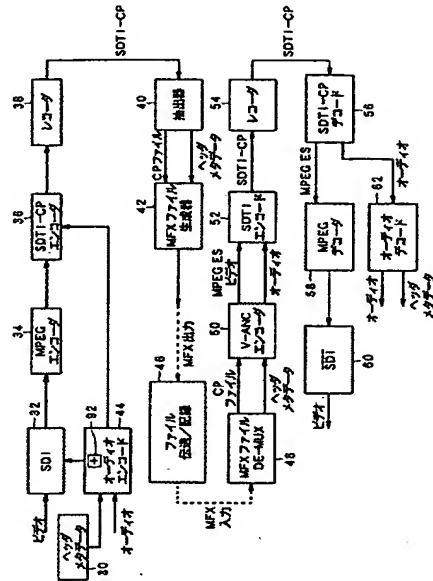 ビデオ
32
SDI
34
MPEG
エンコーダ
36
SDTI-CP
エンコーダ
38
レコーダ
SDTI-CP
80
ヘッダ
メタデータ
オーディオ
92
44
オーディオ
エンコード
40
抽出器
CPファイル
ヘッダ
メタデータ
42
MFXファイル
生成器
MFX出力
46
ファイル
伝送/記録
MFX
入力
48
MFXファイル
DE-MUX
CP
ファイル
ヘッダ
メタデータ
50
V-ANC エン
コーダ
MPEG ES
ビデオ
オーディオ
52
SDTI
エンコード
SDTI-CP
54
レコーダ
SDTI-CP
56
SDTI-CP
デコード
MPEG ES
オーディオ
58
MPEG
デコーダ
60
SDI
ビデオ
62
オーディオ
デコード
オーディオ
ヘッダ
メタデータ